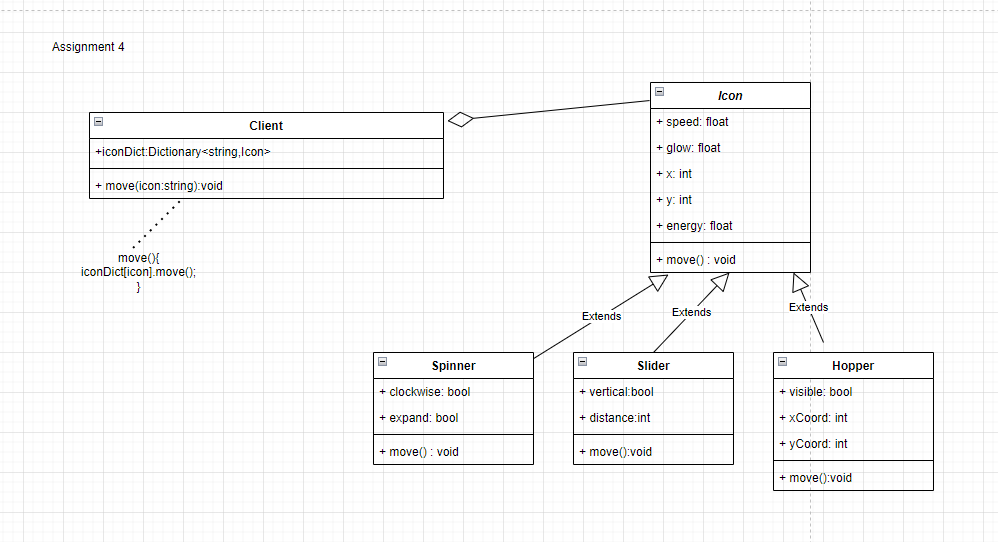 Assignment 4
Client
+iconDict:Dictionary<string,Icon>
+ move(icon:string):void
move(){
iconDict[icon].move();
}
Icon
+ speed: float
+ glow: float
+ x: int
+ y: int
+ energy: float
+ move() : void
Extends
Extends
Extends
Spinner
+ clockwise: bool
+ expand: bool
+ move() : void
Slider
+ vertical:bool
+ distance:int
+ move():void
Hopper
+ visible: bool
+ xCoord: int
+ yCoord: int
+ move():void